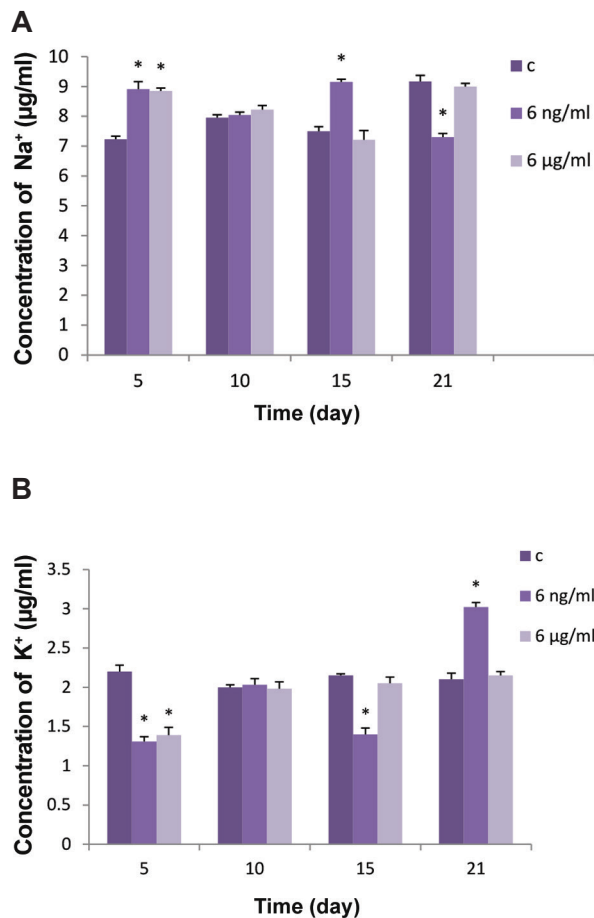 A
Concentration of Na⁺ (µg/ml)
10
9
8
7
6
5
4
3
2
1
0
* *
*
*
c
6 ng/ml
6 µg/ml
5 10 15 21
Time (day)
B
Concentration of K⁺ (µg/ml)
3.5
3
2.5
2
1.5
1
0.5
0
* *
*
*
c
6 ng/ml
6 µg/ml
5 10 15 21
Time (day)